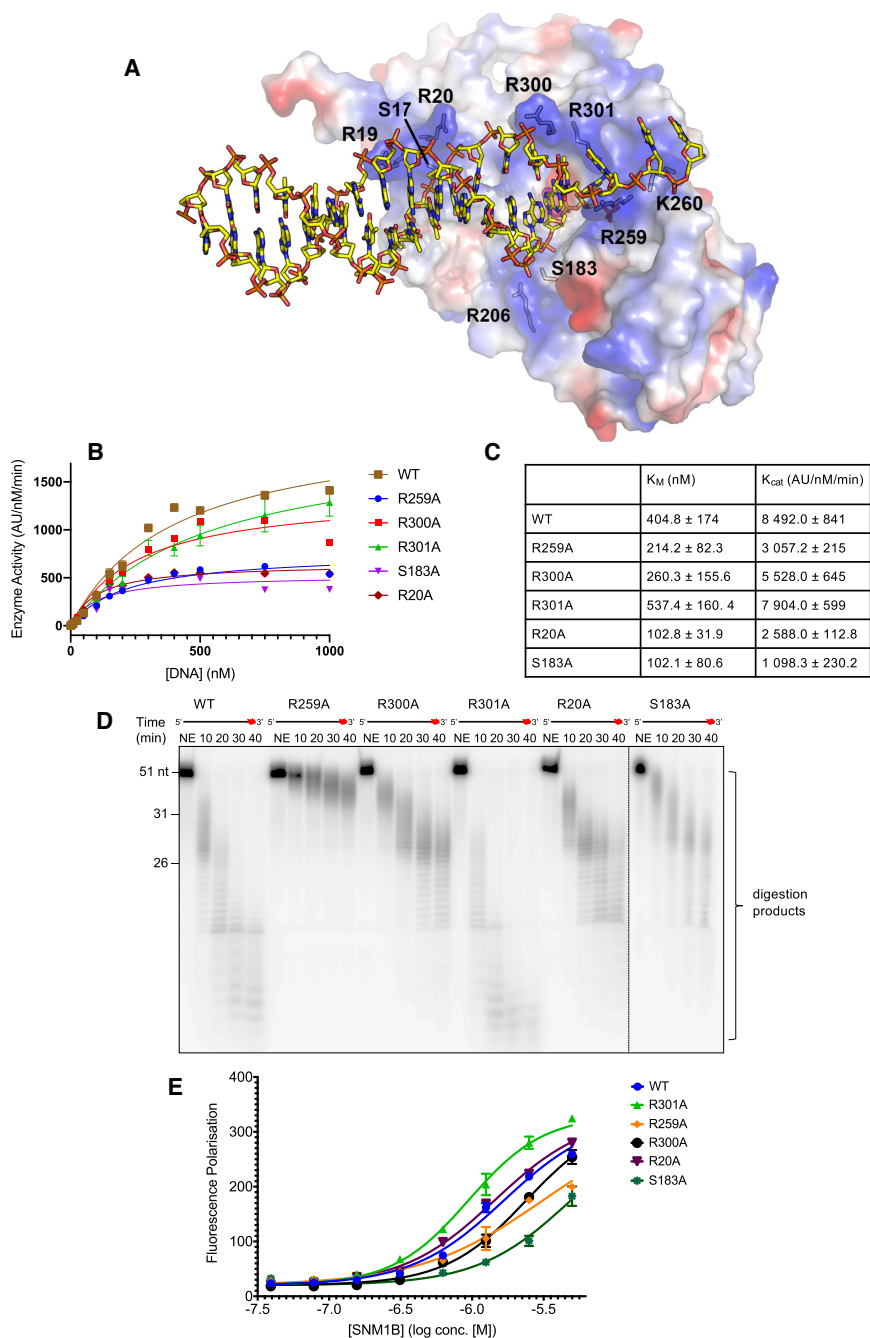 A
R300
R20
S17
R301
R19
K260
R259
S183
R206
B
Enzyme Activity (AU/nM/min)
1500
1000
500
0
0
500
1000
[DNA] (nM)
WT
R259A
R300A
R301A
S183A
R20A
C
KM (nM) Kcat (AU/nM/min)
WT 404.8 ± 174 8 492.0 ± 841
R259A 214.2 ± 82.3 3 057.2 ± 215
R300A 260.3 ± 155.6 5 528.0 ± 645
R301A 537.4 ± 160. 4 7 904.0 ± 599
R20A 102.8 ± 31.9 2 588.0 ± 112.8
S183A 102.1 ± 80.6 1 098.3 ± 230.2
D
WT R259A R300A R301A R20A S183A
Time 5' 3' 5' 3' 5' 3' 5' 3' 5' 3' 5' 3'
(min) NE 10 20 30 40 NE 10 20 30 40 NE 10 20 30 40 NE 10 20 30 40 NE 10 20 30 40 NE 10 20 30 40
51 nt
31
26
digestion
products
E
Fluorescence Polarisation
400
300
200
100
0
-7.5 -7.0 -6.5 -6.0 -5.5
[SNM1B] (log conc. [M])
WT
R301A
R259A
R300A
R20A
S183A